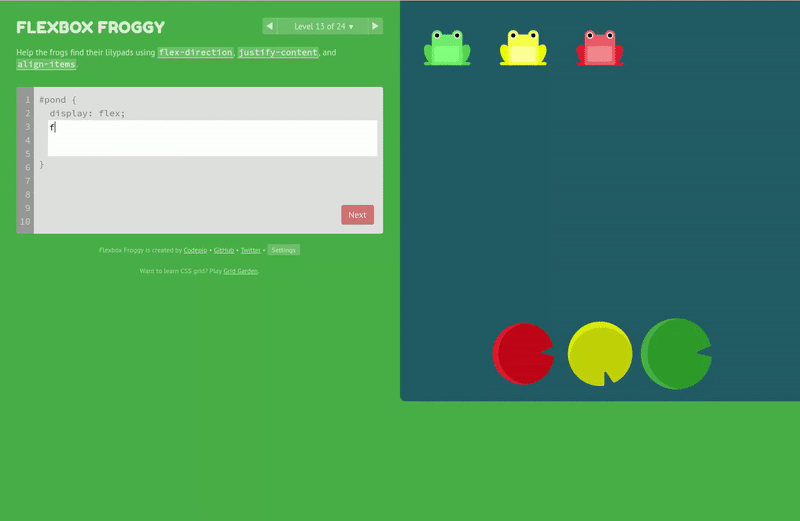 FLEXBOX FROGGY
◀ Level 13 of 24 ▼ ▶
Help the frogs find their lilypads using flex-direction, justify-content, and
align-items.
1 #pond {
2 display: flex;
3 f
4
5
6 }
7
8
9
10
Next
Flexbox Froggy is created by Codepip • GitHub • Twitter • Settings
Want to learn CSS grid? Play Grid Garden.